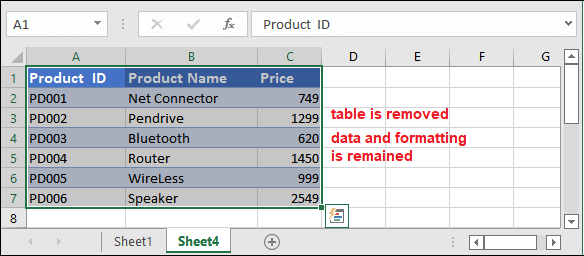 A1 fx Product ID
A B C D E F G
1 Product ID Product Name Price
2 PD001 Net Connector 749
3 PD002 Pendrive 1299 table is removed
4 PD003 Bluetooth 620 data and formatting
5 PD004 Router 1450 is remained
6 PD005 WireLess 999
7 PD006 Speaker 2549
8
Sheet1 Sheet4